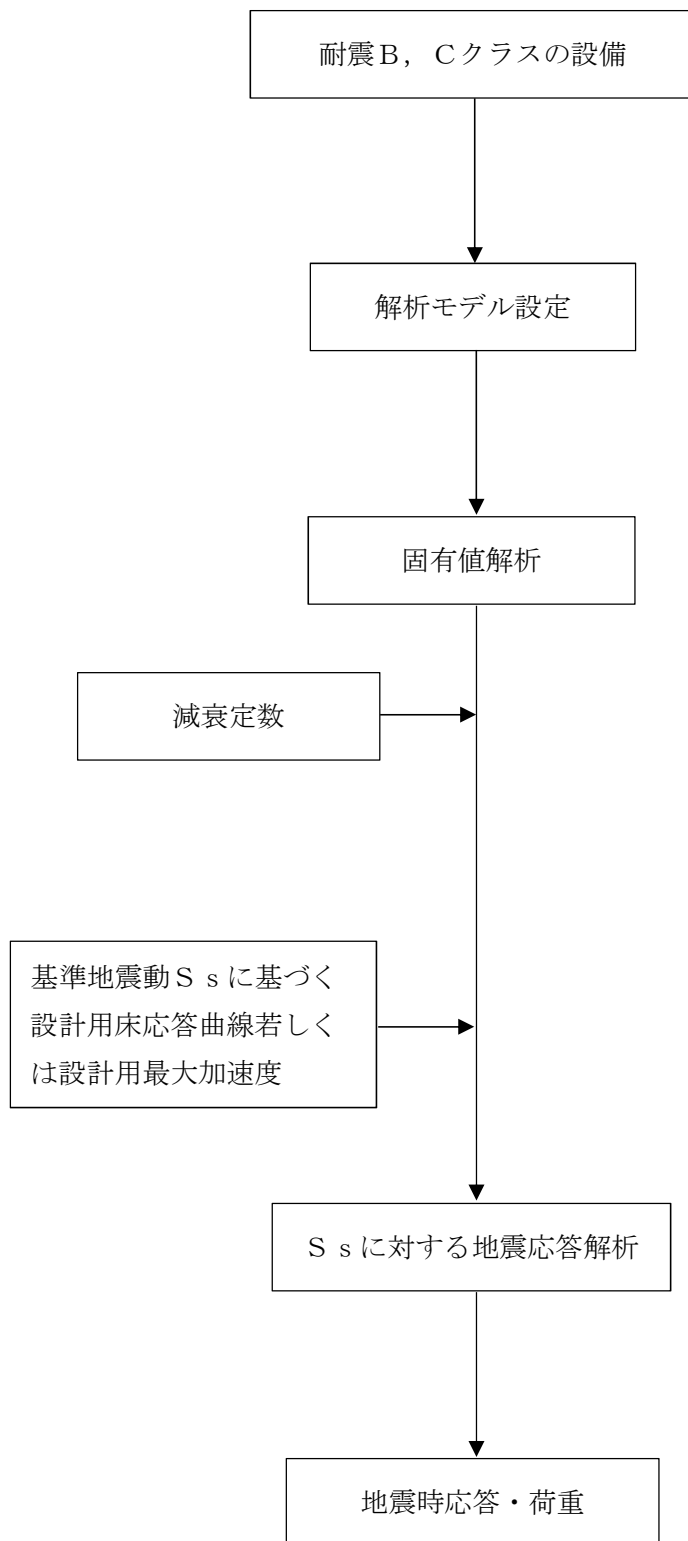 耐震Ｂ，Ｃクラスの設備
解析モデル設定
固有値解析
減衰定数
基準地震動Ｓｓに基づく
設計用床応答曲線若しく
は設計用最大加速度
Ｓｓに対する地震応答解析
地震時応答・荷重